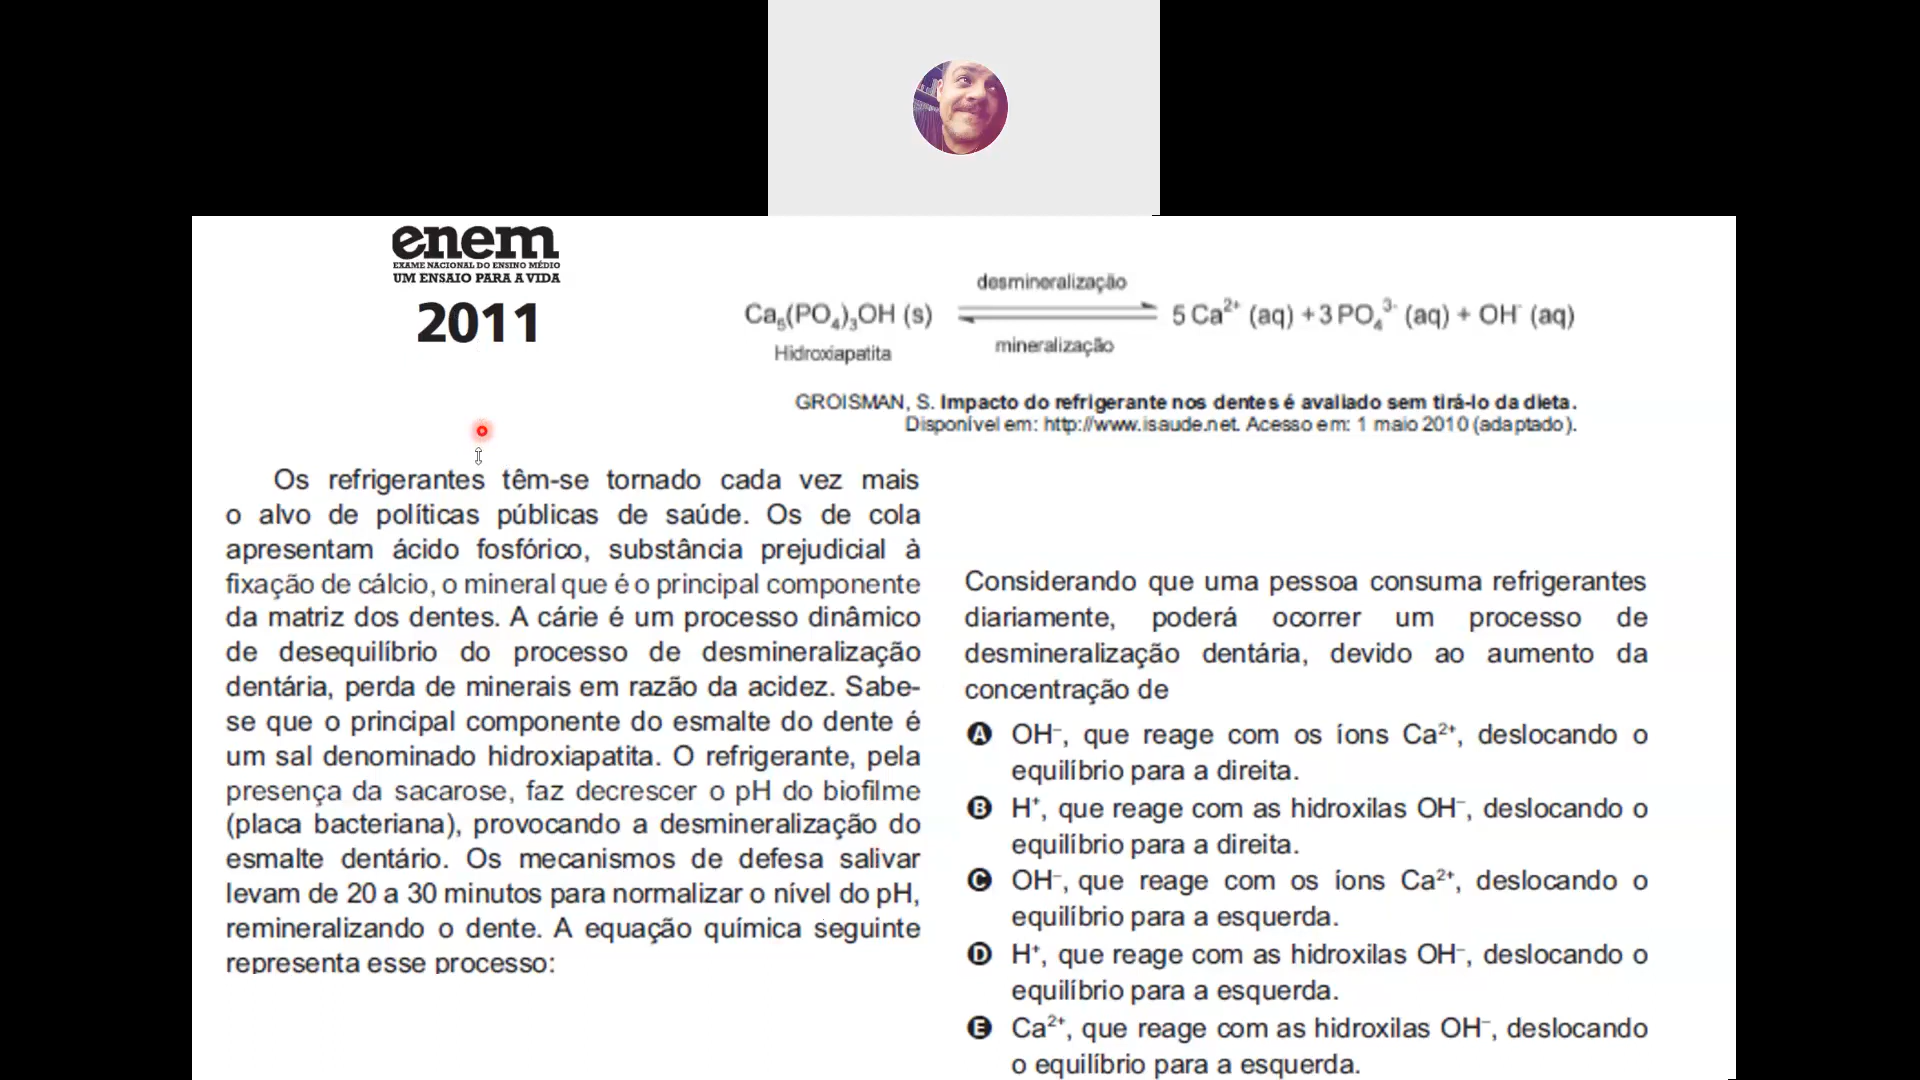 enem
EXAME NACIONAL DO ENSINO MÉDIO
UM ENSAIO PARA A VIDA
2011
desmineralização
Ca₅(PO₄)₃OH (s) ⇌ 5 Ca²⁺ (aq) + 3 PO₄³⁻ (aq) + OH⁻ (aq)
mineralização
Hidroxiapatita
GROISMAN, S. Impacto do refrigerante nos dentes é avaliado sem tirá-lo da dieta.
Disponível em: http://www.isaude.net. Acesso em: 1 maio 2010 (adaptado).
Os refrigerantes têm-se tornado cada vez mais
o alvo de políticas públicas de saúde. Os de cola
apresentam ácido fosfórico, substância prejudicial à
fixação de cálcio, o mineral que é o principal componente
da matriz dos dentes. A cárie é um processo dinâmico
de desequilíbrio do processo de desmineralização
dentária, perda de minerais em razão da acidez. Sabe-
se que o principal componente do esmalte do dente é
um sal denominado hidroxiapatita. O refrigerante, pela
presença da sacarose, faz decrescer o pH do biofilme
(placa bacteriana), provocando a desmineralização do
esmalte dentário. Os mecanismos de defesa salivar
levam de 20 a 30 minutos para normalizar o nível do pH,
remineralizando o dente. A equação química seguinte
representa esse processo:
Considerando que uma pessoa consuma refrigerantes
diariamente, poderá ocorrer um processo de
desmineralização dentária, devido ao aumento da
concentração de
A OH⁻, que reage com os íons Ca²⁺, deslocando o
equilíbrio para a direita.
B H⁺, que reage com as hidroxilas OH⁻, deslocando o
equilíbrio para a direita.
C OH⁻, que reage com os íons Ca²⁺, deslocando o
equilíbrio para a esquerda.
D H⁺, que reage com as hidroxilas OH⁻, deslocando o
equilíbrio para a esquerda.
E Ca²⁺, que reage com as hidroxilas OH⁻, deslocando
o equilíbrio para a esquerda.